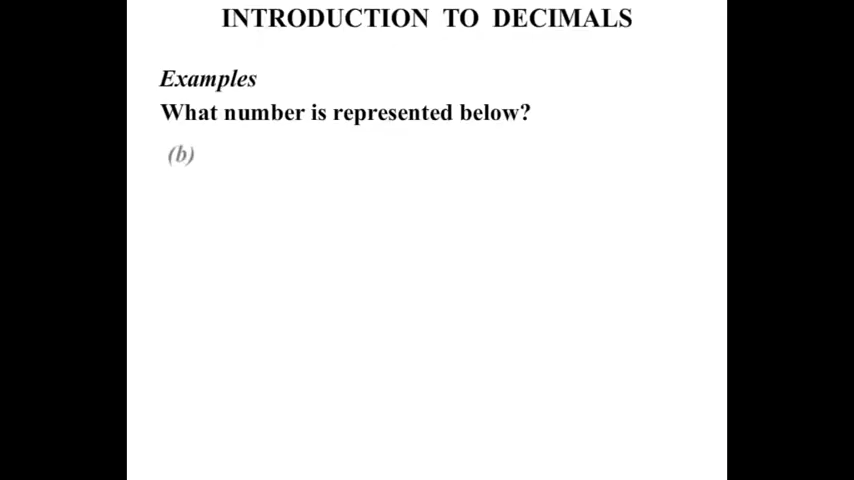 INTRODUCTION TO DECIMALS
Examples
What number is represented below?
(b)